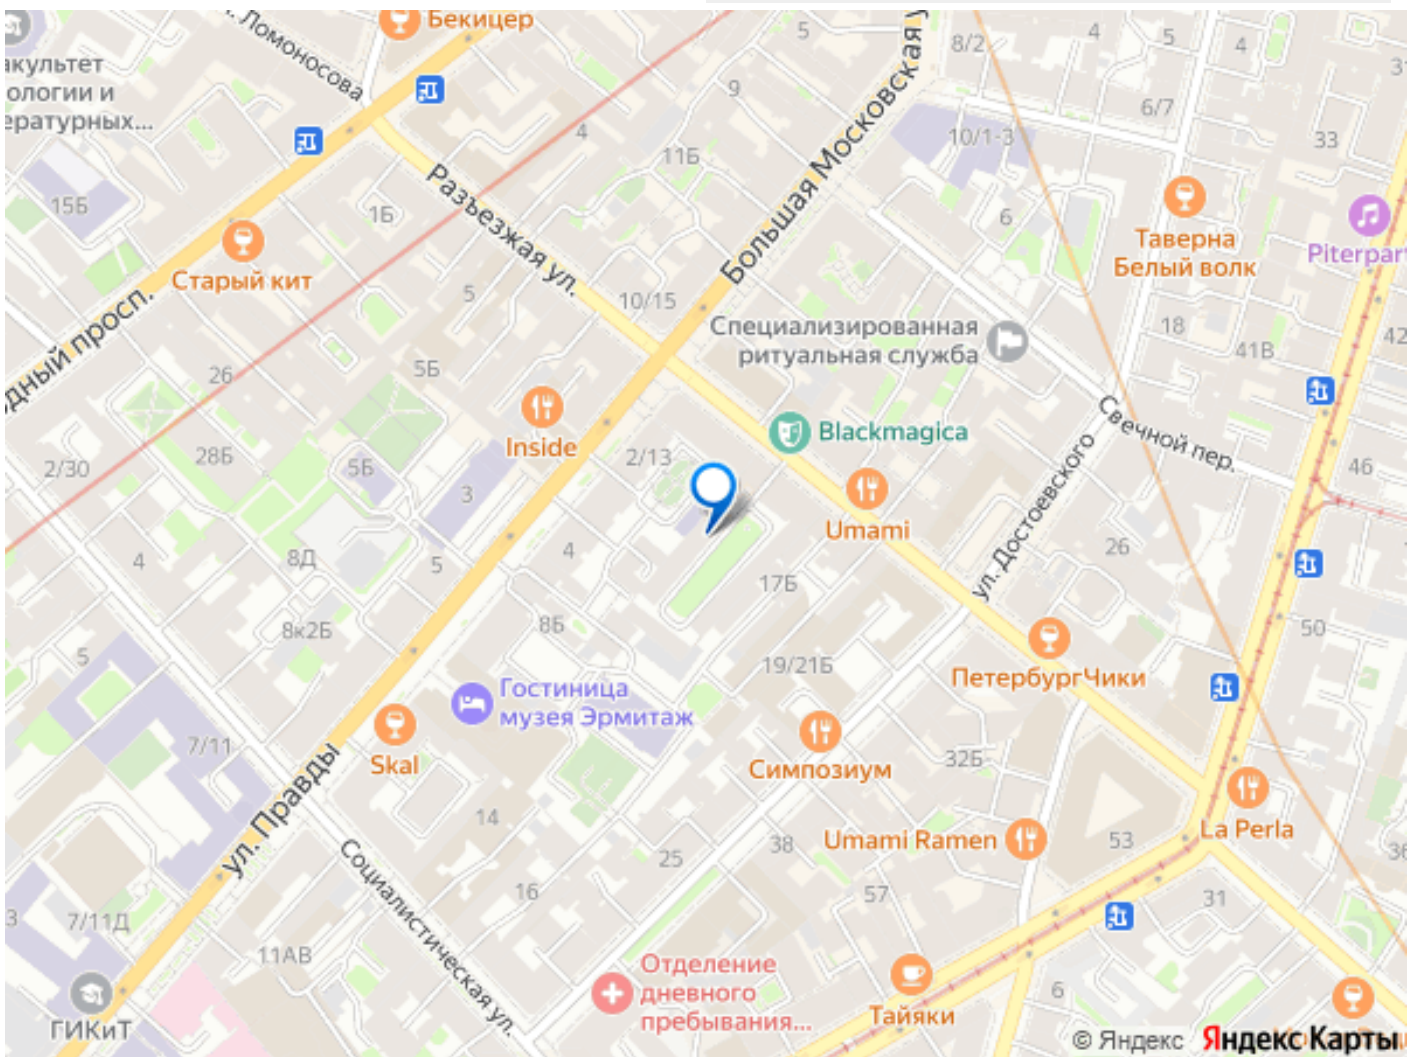 Бекицер
л. Ломоносова
акультет
ологии и
ературных...
Большая Московская у
5
8/2
4
5
4
31
9
6/7
4
11Б
10/1-3
33
15Б
1Б
Разъезжая ул.
6
Таверна
Белый волк
Piterpart
Старый кит
5
10/15
Специализированная
ритуальная служба
18
41В
42
дный просп.
26
5Б
Inside
Blackmagica
Свечной пер.
2/30
28Б
5Б
3
2/13
Umami
46
ул. Достоевского
4
8Д
5
4
17Б
26
8к2Б
8Б
50
5
19/21Б
ПетербургЧики
Гостиница
музея Эрмитаж
7/11
Skal
Симпозиум
32Б
La Perla
ул. Правды
14
Umami Ramen
53
36
Социалистическая ул.
25
38
16
57
31
3
7/11Д
11АВ
Отделение
дневного
пребывания...
ГИКиТ
Тайяки
6
© Яндекс
Яндекс Карты